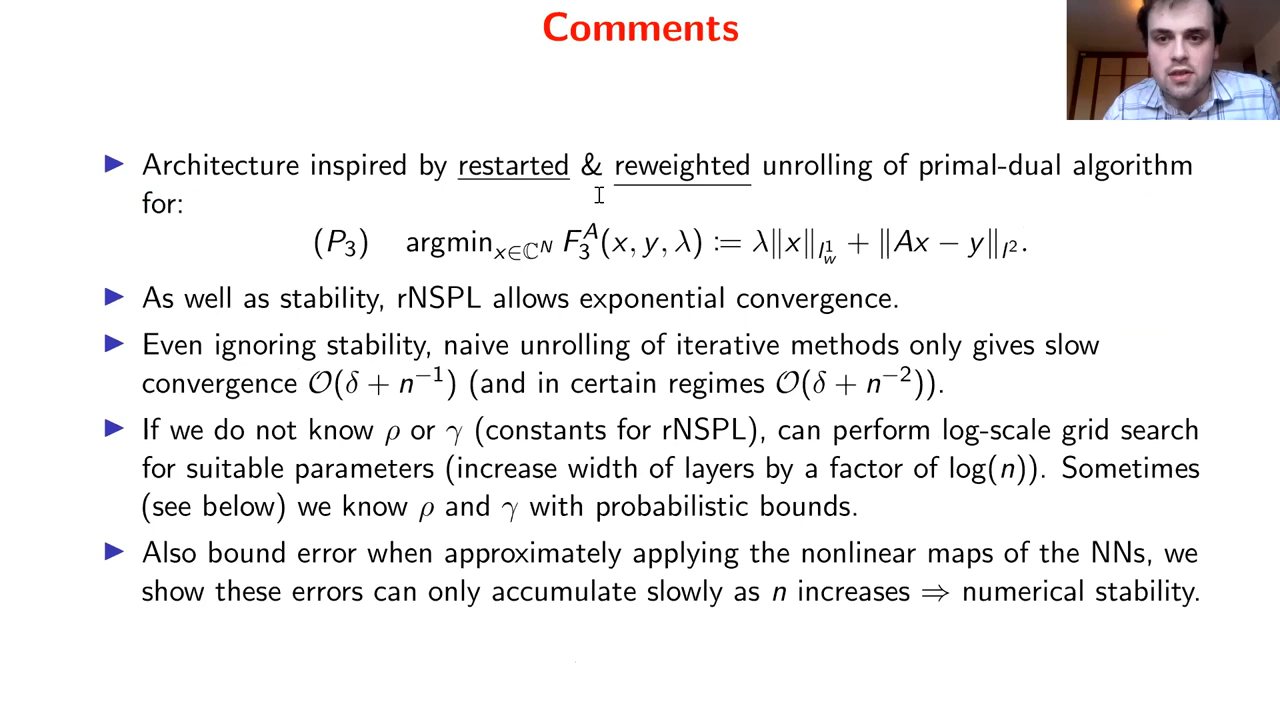 Comments
▶ Architecture inspired by restarted & reweighted unrolling of primal-dual algorithm
for:
(P₃) argminₓ∈ℂᴺ F₃ᴬ(x, y, λ) := λ‖x‖_{l¹_w} + ‖Ax − y‖_{l²}.
▶ As well as stability, rNSPL allows exponential convergence.
▶ Even ignoring stability, naive unrolling of iterative methods only gives slow
convergence 𝒪(δ + n⁻¹) (and in certain regimes 𝒪(δ + n⁻²)).
▶ If we do not know ρ or γ (constants for rNSPL), can perform log-scale grid search
for suitable parameters (increase width of layers by a factor of log(n)). Sometimes
(see below) we know ρ and γ with probabilistic bounds.
▶ Also bound error when approximately applying the nonlinear maps of the NNs, we
show these errors can only accumulate slowly as n increases ⇒ numerical stability.